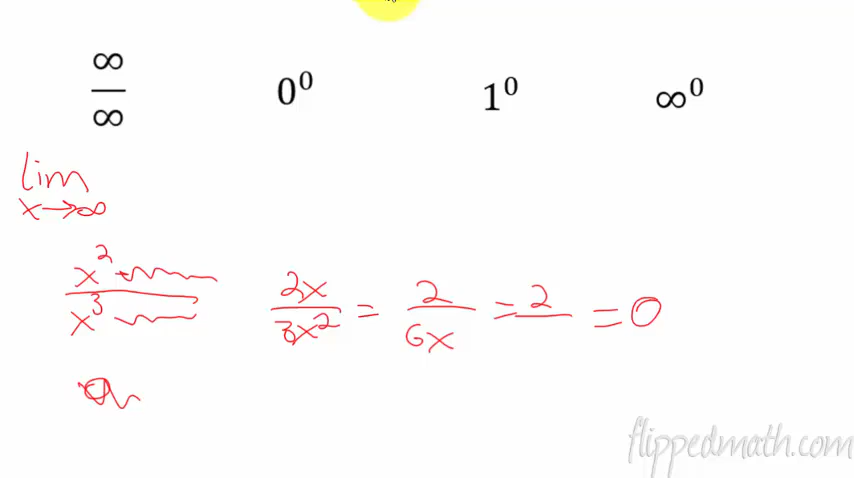 ∞/∞ 0⁰ 1⁰ ∞⁰
lim
x→∞
x²/x³ 2x/3x² = 2/6x = 2/ = 0
flippedmath.com